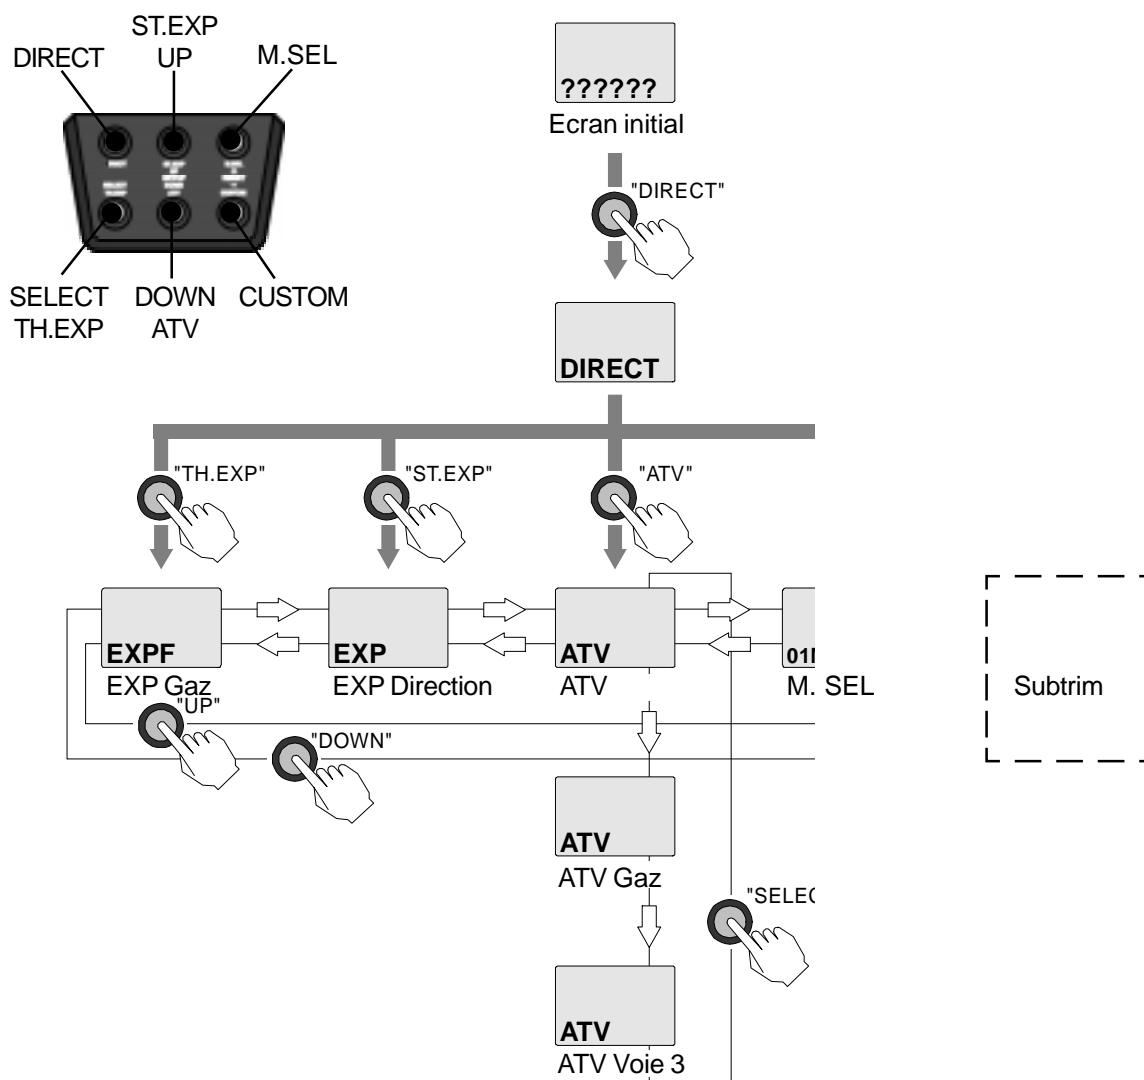 ST.EXP
DIRECT UP M.SEL
SELECT DOWN CUSTOM
TH.EXP ATV
??????
Ecran initial
"DIRECT"
DIRECT
"TH.EXP" "ST.EXP" "ATV"
EXPF EXP ATV
EXP Gaz EXP Direction ATV M. SEL
Subtrim
"UP"
"DOWN"
ATV
ATV Gaz
ATV
ATV Voie 3